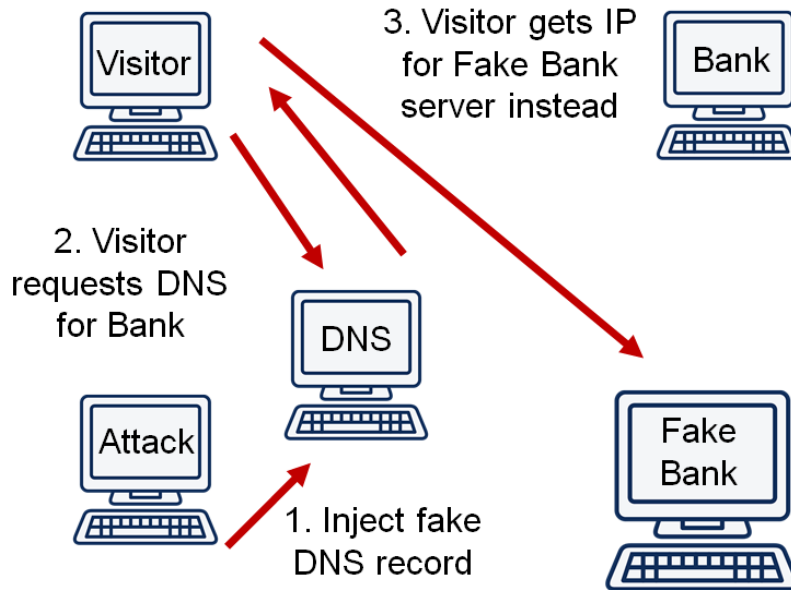 Visitor
3. Visitor gets IP
for Fake Bank
server instead
Bank
2. Visitor
requests DNS
for Bank
DNS
Attack
Fake
Bank
1. Inject fake
DNS record